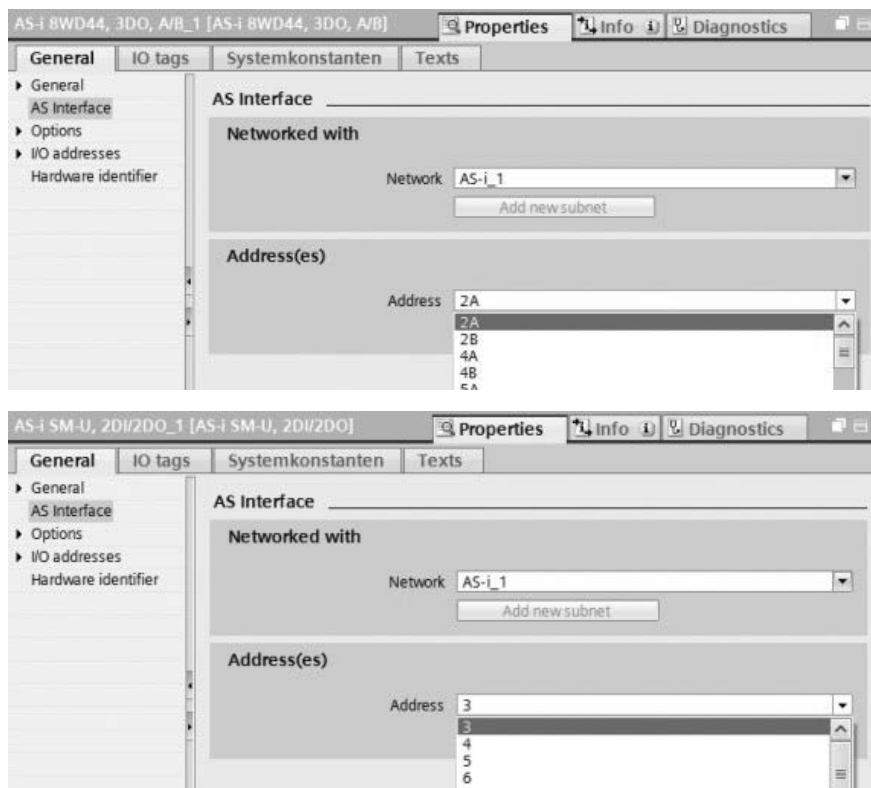 AS-i 8WD44, 3DO, A/B_1 [AS-i 8WD44, 3DO, A/B]
Properties
Info
Diagnostics
General
IO tags
Systemkonstanten
Texts
General
AS Interface
Options
I/O addresses
Hardware identifier
AS Interface
Networked with
Network AS-i_1
Add new subnet
Address(es)
Address 2A
2A
2B
4A
4B
5A
AS-i SM-U, 2DI/2DO_1 [AS-i SM-U, 2DI/2DO]
Properties
Info
Diagnostics
General
IO tags
Systemkonstanten
Texts
General
AS Interface
Options
I/O addresses
Hardware identifier
AS Interface
Networked with
Network AS-i_1
Add new subnet
Address(es)
Address 3
3
4
5
6